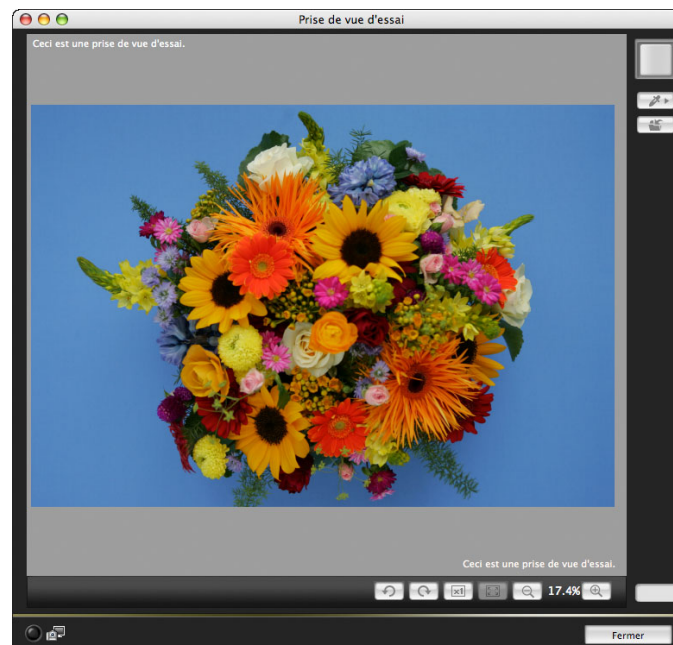 Prise de vue d'essai
Ceci est une prise de vue d'essai.
Ceci est une prise de vue d'essai.
x1
17.4%
Fermer